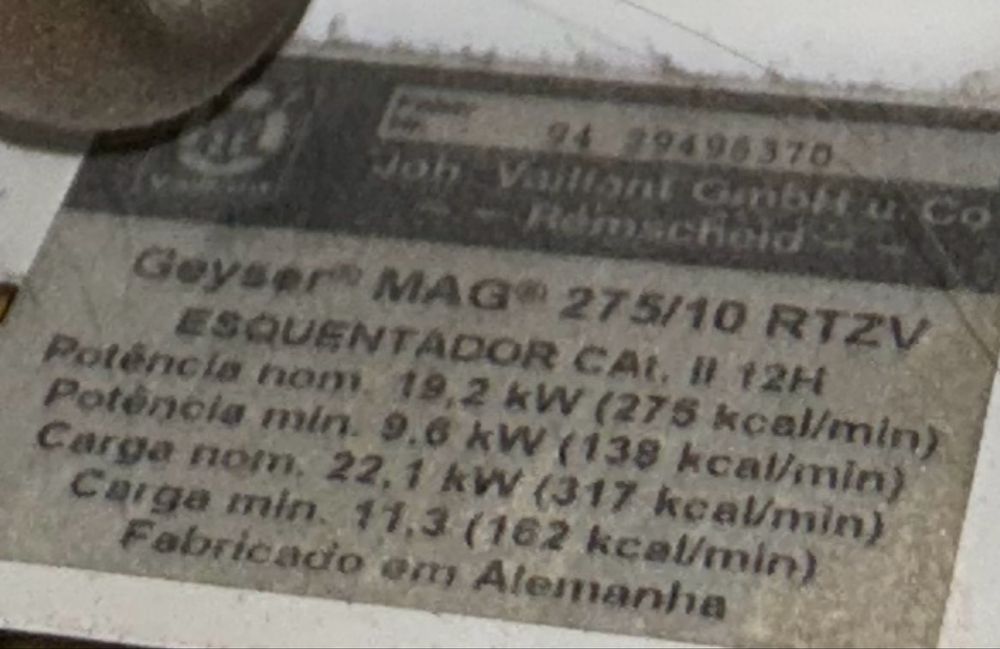 94 29496370
Vaillant
Joh. Vaillant GmbH u. Co
Remscheid
Geyser® MAG® 275/10 RTZV
ESQUENTADOR CAt. II 12H
Potência nom. 19,2 kW (275 kcal/min)
Potência min. 9.6 kW (138 kcal/min)
Carga nom. 22,1 kW (317 kcal/min)
Carga min. 11,3 (162 kcal/min)
Fabricado em Alemanha